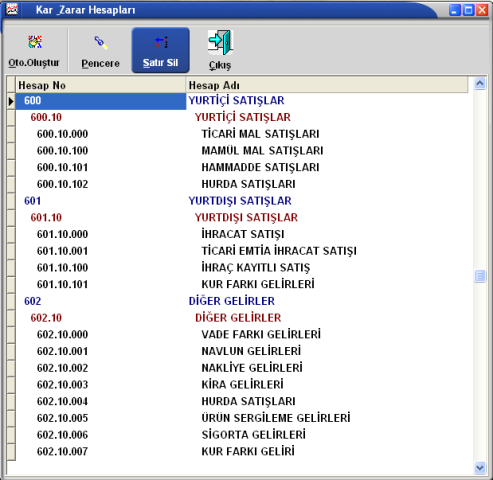 Kar _Zarar Hesapları
Oto.Oluştur Pencere Satır Sil Çıkış
Hesap No Hesap Adı
600 YURTİÇİ SATIŞLAR
600.10 YURTİÇİ SATIŞLAR
600.10.000 TİCARİ MAL SATIŞLARI
600.10.100 MAMÜL MAL SATIŞLARI
600.10.101 HAMMADDE SATIŞLARI
600.10.102 HURDA SATIŞLARI
601 YURTDIŞI SATIŞLAR
601.10 YURTDIŞI SATIŞLAR
601.10.000 İHRACAT SATIŞI
601.10.001 TİCARİ EMTİA İHRACAT SATIŞI
601.10.100 İHRAÇ KAYITLI SATIŞ
601.10.101 KUR FARKI GELİRLERİ
602 DİĞER GELİRLER
602.10 DİĞER GELİRLER
602.10.000 VADE FARKI GELİRLERİ
602.10.001 NAVLUN GELİRLERİ
602.10.002 NAKLİYE GELİRLERİ
602.10.003 KİRA GELİRLERİ
602.10.004 HURDA SATIŞLARI
602.10.005 ÜRÜN SERGİLEME GELİRLERİ
602.10.006 SİGORTA GELİRLERİ
602.10.007 KUR FARKI GELİRİ